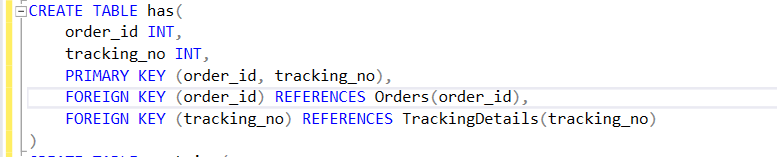 CREATE TABLE has(
order_id INT,
tracking_no INT,
PRIMARY KEY (order_id, tracking_no),
FOREIGN KEY (order_id) REFERENCES Orders(order_id),
FOREIGN KEY (tracking_no) REFERENCES TrackingDetails(tracking_no)
)